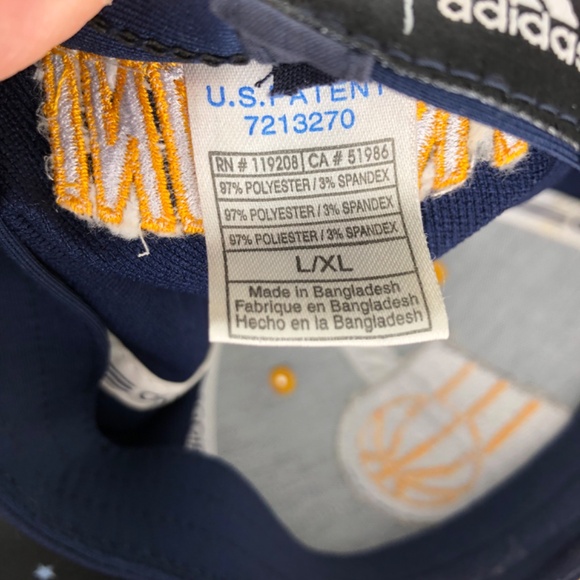 adidas
U.S. PATENT
7213270
RN # 119208 | CA # 51986
97% POLYESTER / 3% SPANDEX
97% POLYESTER / 3% SPANDEX
97% POLIESTER / 3% SPANDEX
L/XL
Made in Bangladesh
Fabrique en Bangladesh
Hecho en la Bangladesh